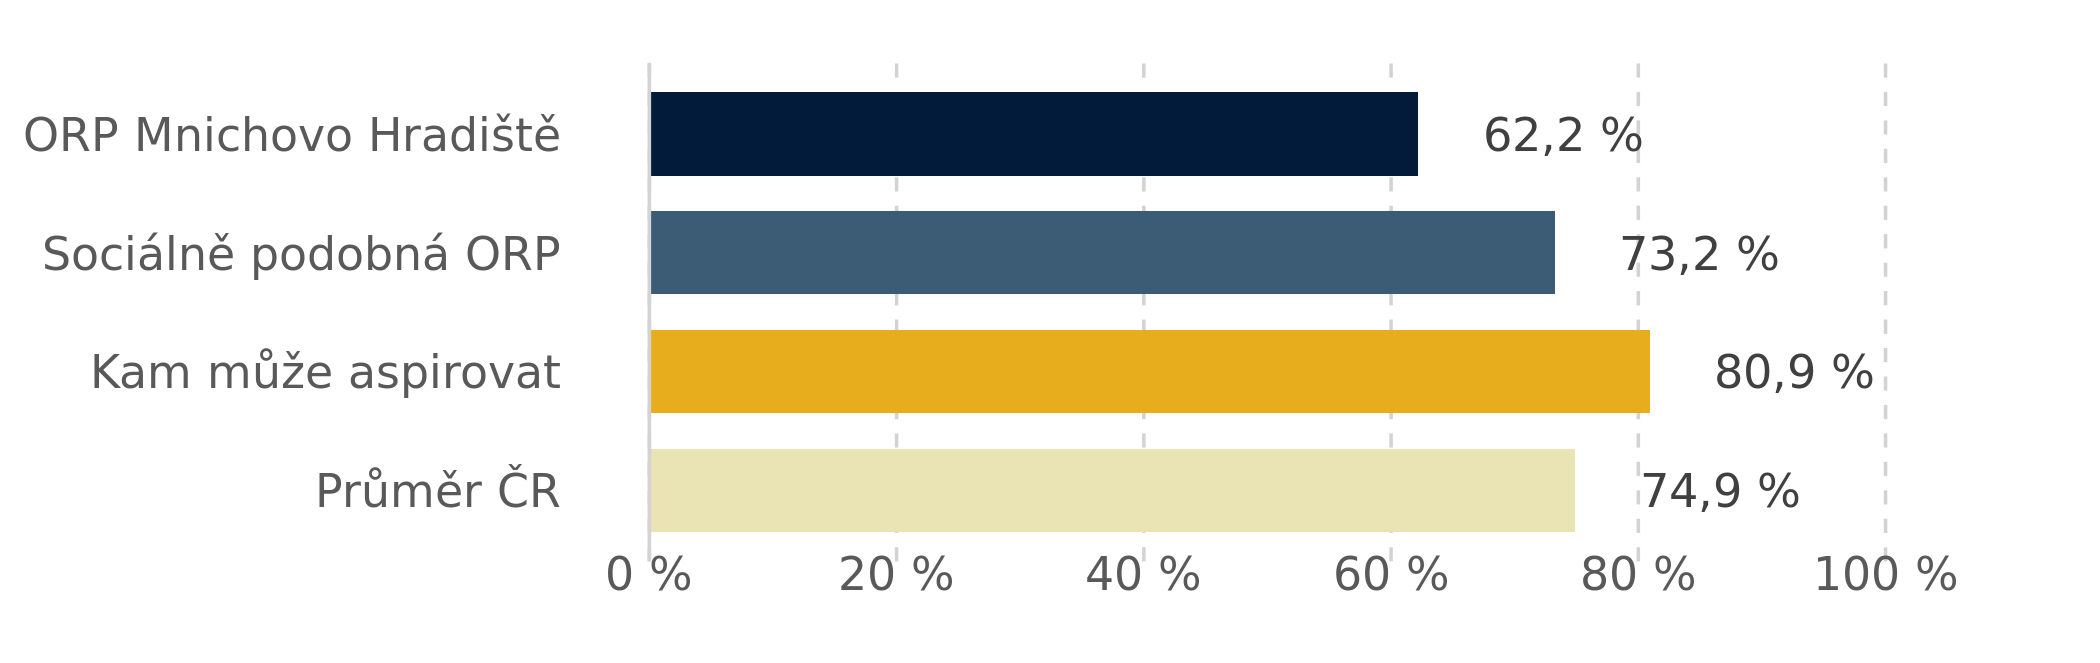 ORP Mnichovo Hradiště 62,2 %
Sociálně podobná ORP 73,2 %
Kam může aspirovat 80,9 %
Průměr ČR 74,9 %
0 % 20 % 40 % 60 % 80 % 100 %